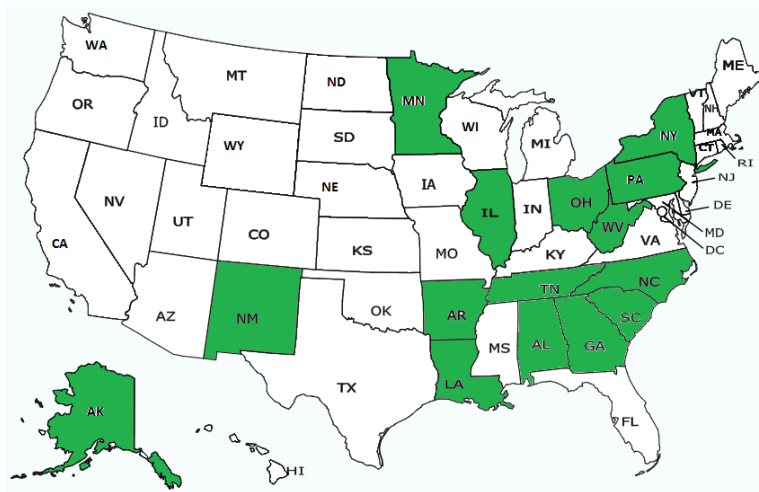 WA
MT
ND
MN
ME
VT
NH
OR
ID
SD
WI
MI
NY
MA
CT
RI
WY
NE
IA
PA
NJ
NV
UT
CO
IL
IN
OH
DE
WV
MD
DC
CA
KS
MO
KY
VA
AZ
NM
OK
AR
TN
NC
SC
TX
LA
MS
AL
GA
AK
FL
HI